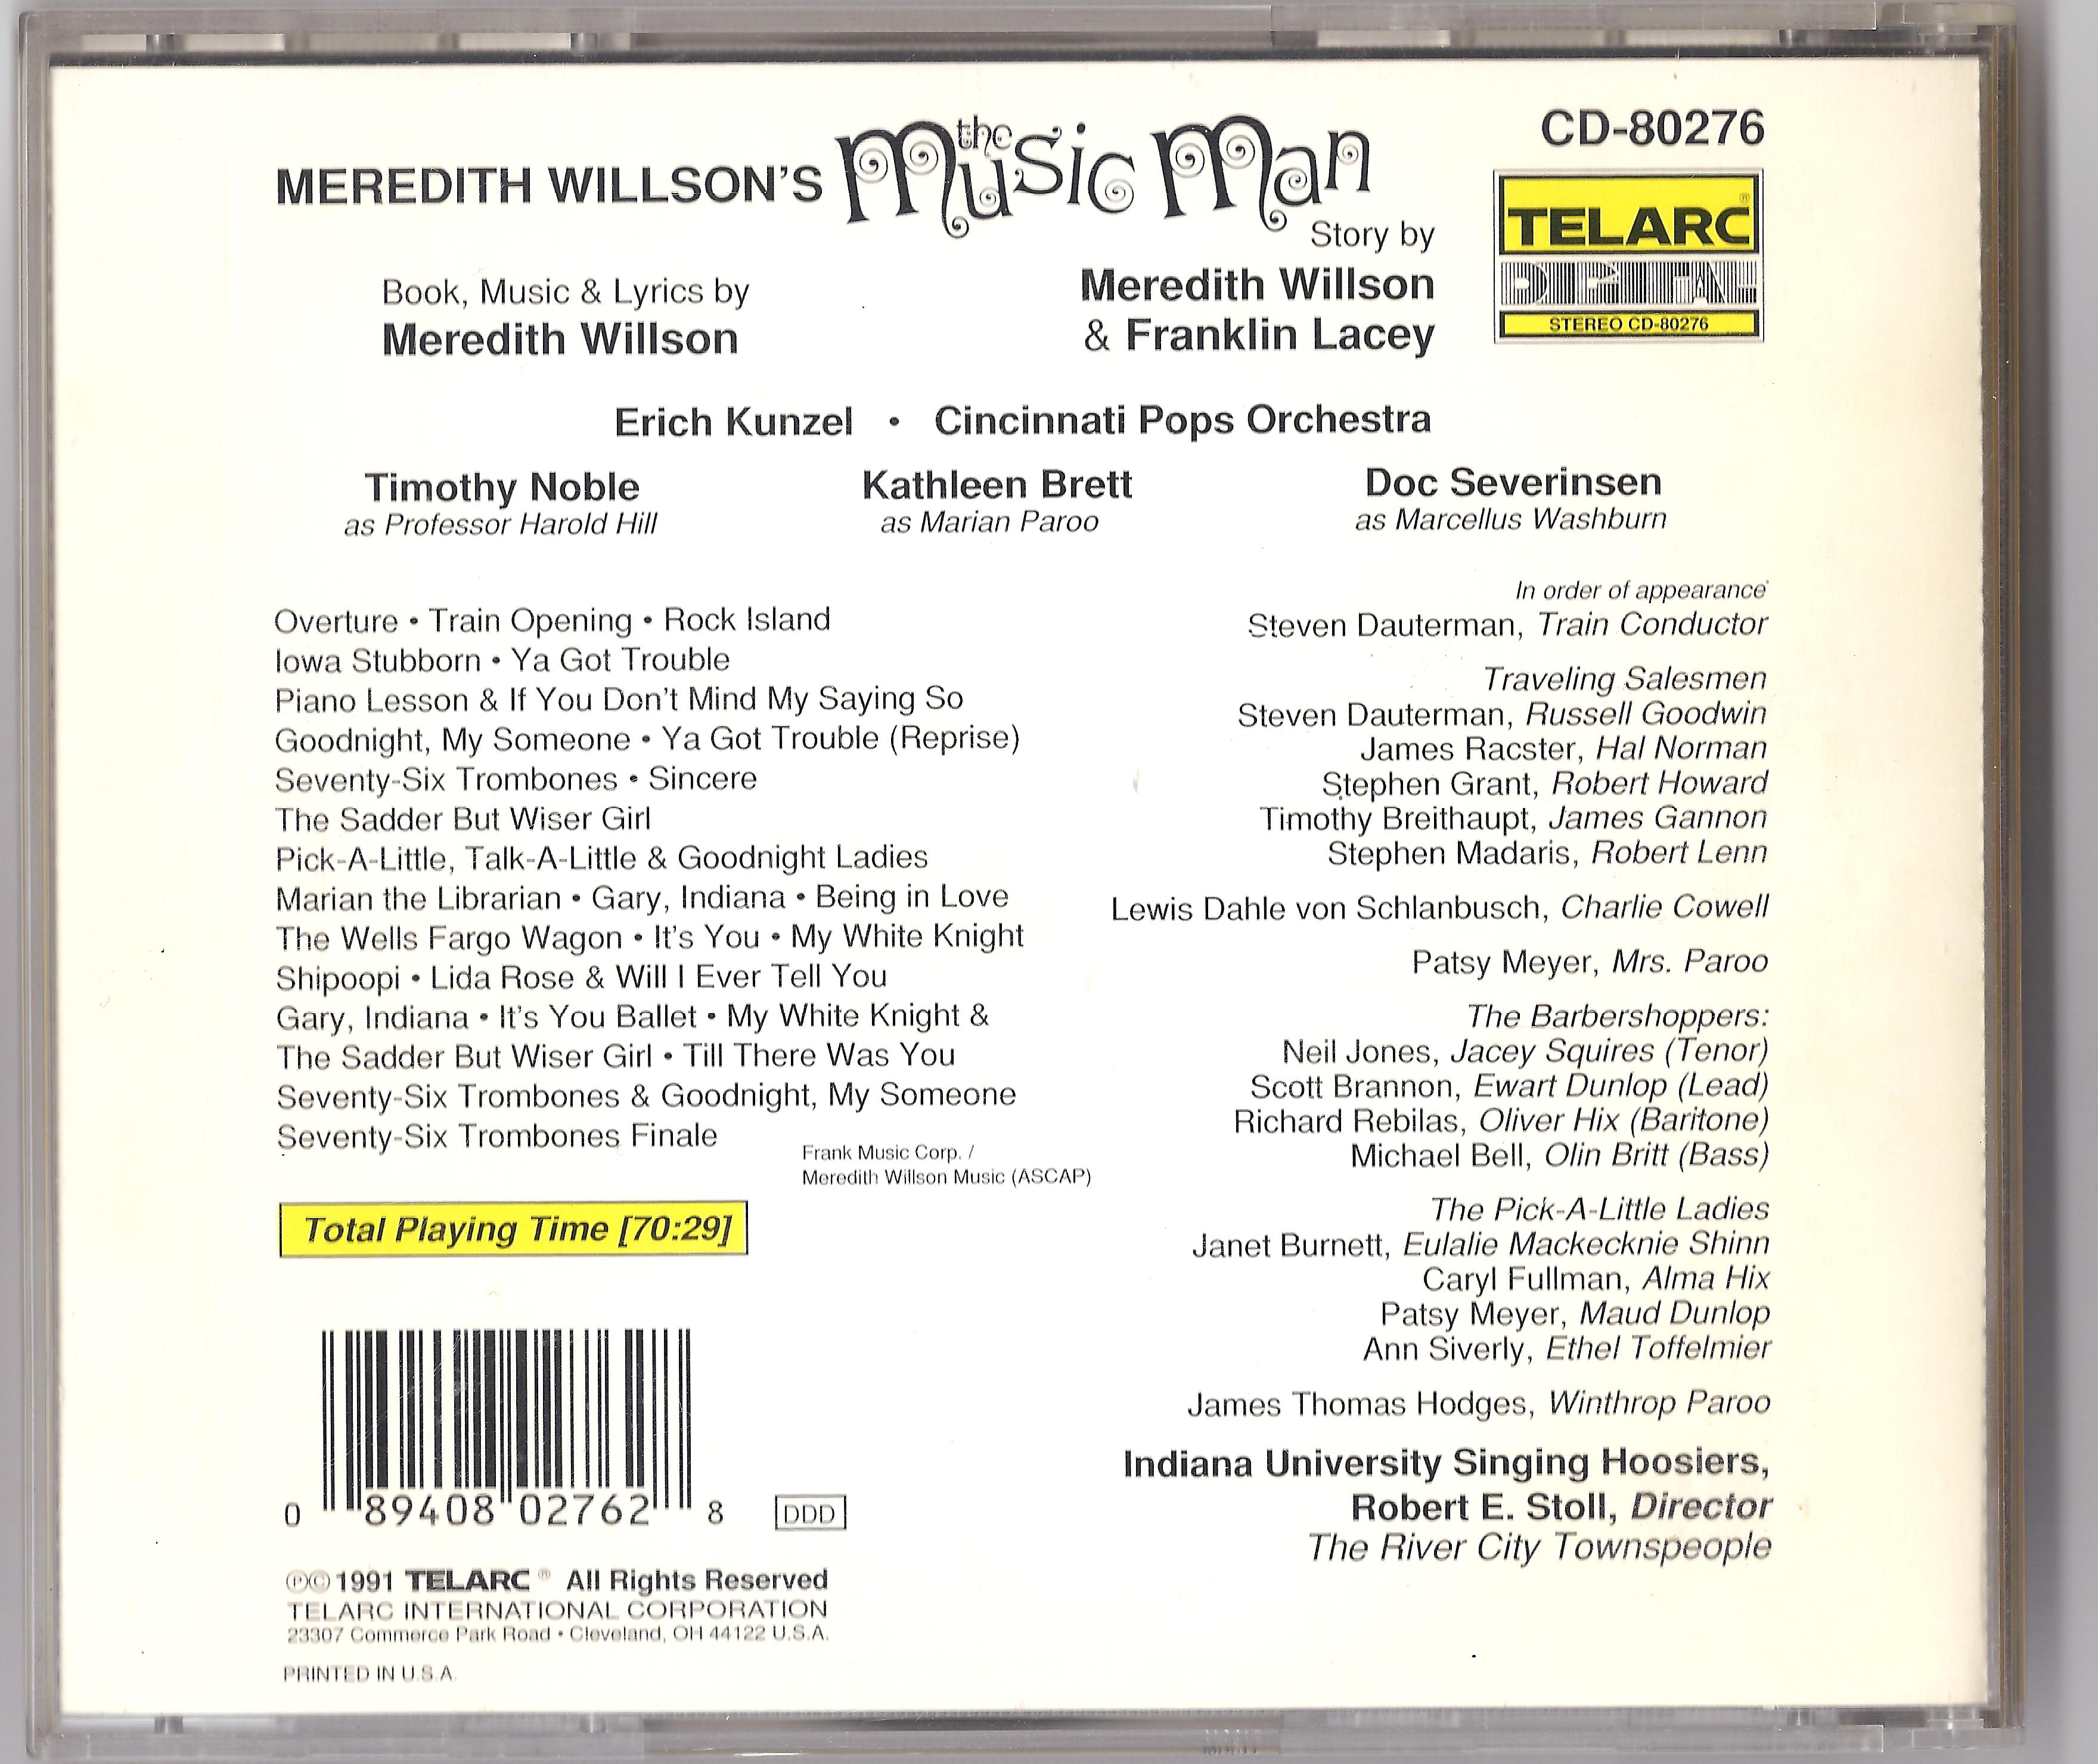 MEREDITH WILLSON'S the Music Man
CD-80276
TELARC®
DIGITAL
STEREO CD-80276
Book, Music & Lyrics by
Meredith Willson
Story by
Meredith Willson
& Franklin Lacey
Erich Kunzel • Cincinnati Pops Orchestra
Timothy Noble
as Professor Harold Hill
Kathleen Brett
as Marian Paroo
Doc Severinsen
as Marcellus Washburn
Overture • Train Opening • Rock Island
Iowa Stubborn • Ya Got Trouble
Piano Lesson & If You Don't Mind My Saying So
Goodnight, My Someone • Ya Got Trouble (Reprise)
Seventy-Six Trombones • Sincere
The Sadder But Wiser Girl
Pick-A-Little, Talk-A-Little & Goodnight Ladies
Marian the Librarian • Gary, Indiana • Being in Love
The Wells Fargo Wagon • It's You • My White Knight
Shipoopi • Lida Rose & Will I Ever Tell You
Gary, Indiana • It's You Ballet • My White Knight &
The Sadder But Wiser Girl • Till There Was You
Seventy-Six Trombones & Goodnight, My Someone
Seventy-Six Trombones Finale
Frank Music Corp. /
Meredith Willson Music (ASCAP)
Total Playing Time [70:29]
In order of appearance
Steven Dauterman, Train Conductor
Traveling Salesmen
Steven Dauterman, Russell Goodwin
James Racster, Hal Norman
Stephen Grant, Robert Howard
Timothy Breithaupt, James Gannon
Stephen Madaris, Robert Lenn
Lewis Dahle von Schlanbusch, Charlie Cowell
Patsy Meyer, Mrs. Paroo
The Barbershoppers:
Neil Jones, Jacey Squires (Tenor)
Scott Brannon, Ewart Dunlop (Lead)
Richard Rebilas, Oliver Hix (Baritone)
Michael Bell, Olin Britt (Bass)
The Pick-A-Little Ladies
Janet Burnett, Eulalie Mackecknie Shinn
Caryl Fullman, Alma Hix
Patsy Meyer, Maud Dunlop
Ann Siverly, Ethel Toffelmier
James Thomas Hodges, Winthrop Paroo
Indiana University Singing Hoosiers,
Robert E. Stoll, Director
The River City Townspeople
0 89408 02762 8
DDD
℗© 1991 TELARC® All Rights Reserved
TELARC INTERNATIONAL CORPORATION
23307 Commerce Park Road • Cleveland, OH 44122 U.S.A.
PRINTED IN U.S.A.